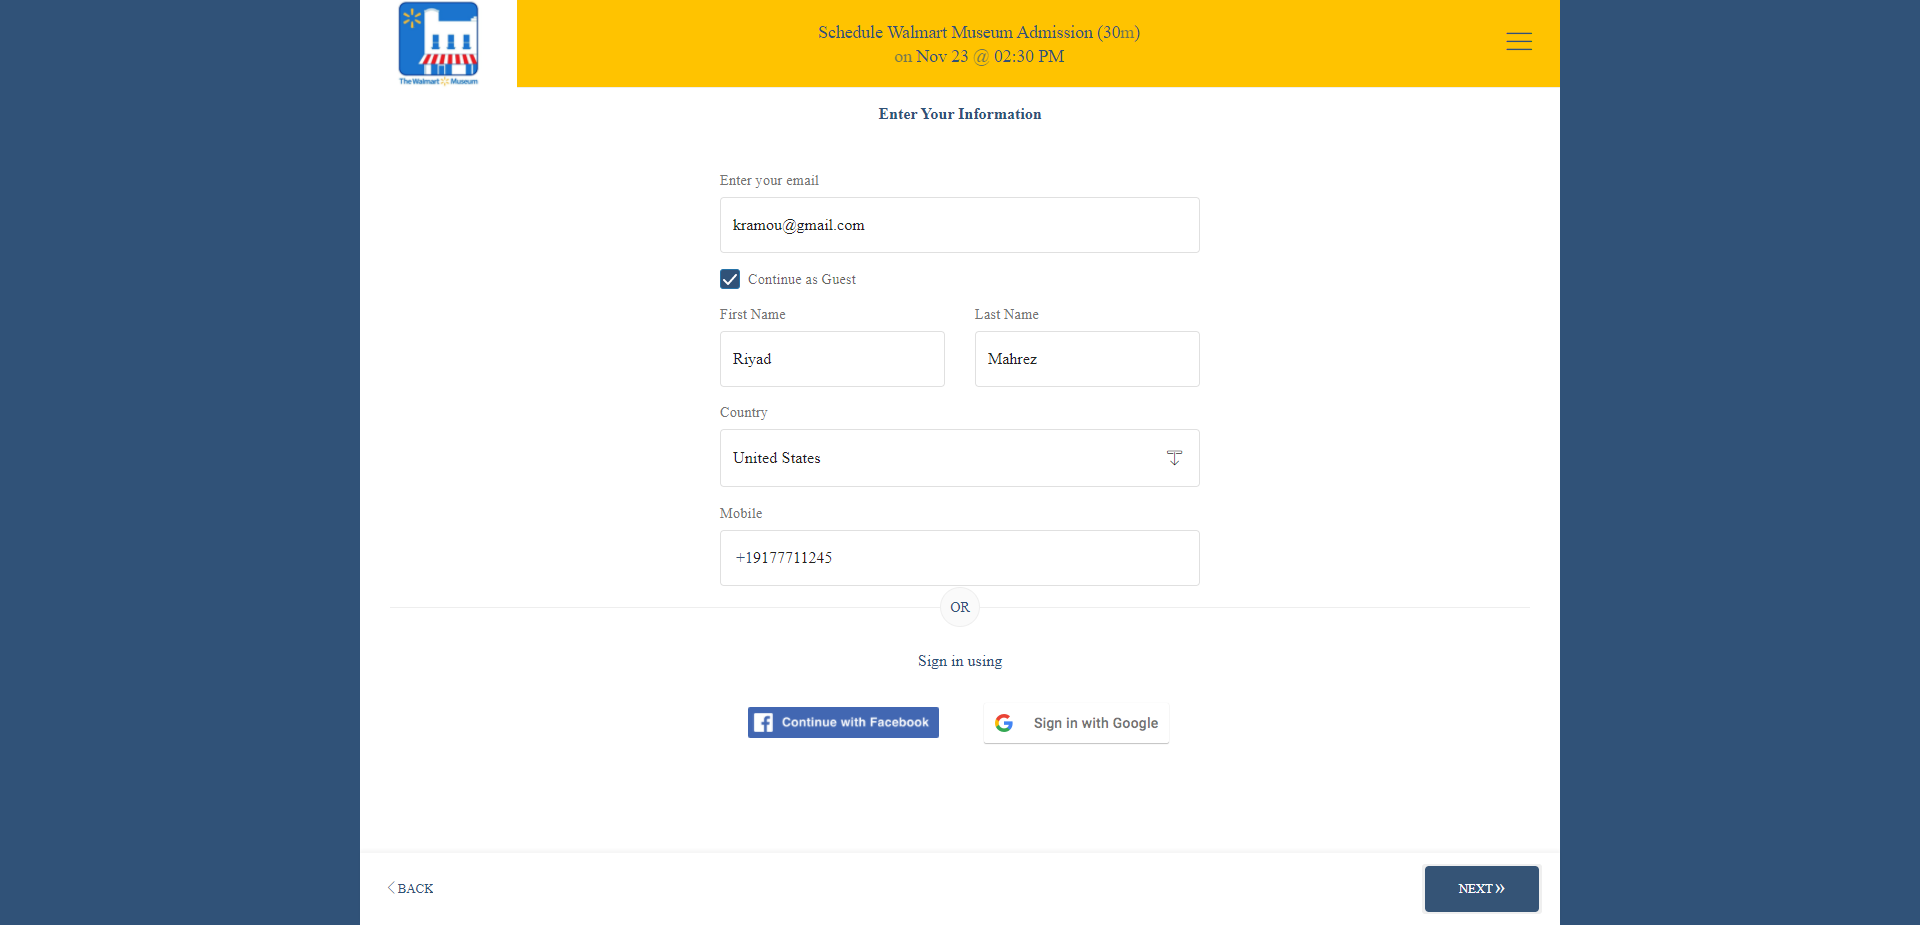 The Walmart Museum
Schedule Walmart Museum Admission (30m)
on Nov 23 @ 02:30 PM
Enter Your Information
Enter your email
kramou@gmail.com
Continue as Guest
First Name
Last Name
Riyad
Mahrez
Country
United States
Mobile
+19177711245
OR
Sign in using
Continue with Facebook
Sign in with Google
BACK
NEXT